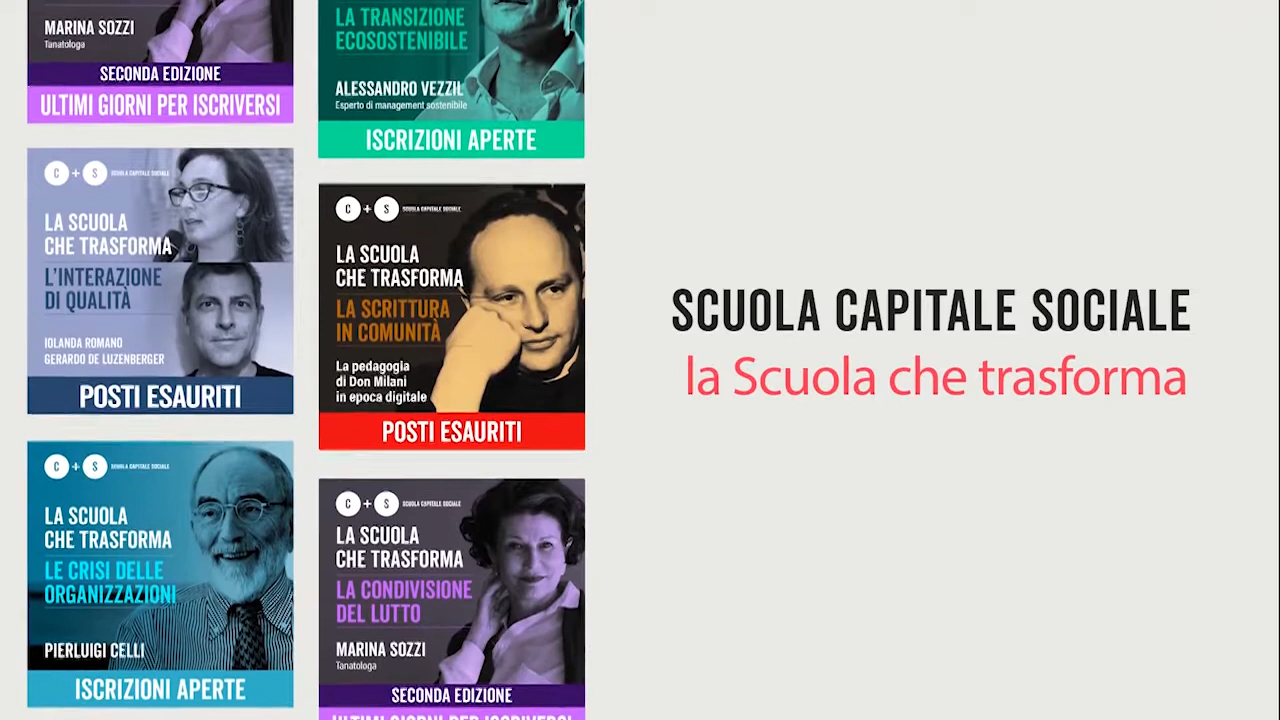 MARINA SOZZI
Tanatologa
SECONDA EDIZIONE
ULTIMI GIORNI PER ISCRIVERSI
C + S SCUOLA CAPITALE SOCIALE
LA SCUOLA
CHE TRASFORMA
L'INTERAZIONE
DI QUALITÀ
IOLANDA ROMANO
GERARDO DE LUZENBERGER
POSTI ESAURITI
C + S SCUOLA CAPITALE SOCIALE
LA SCUOLA
CHE TRASFORMA
LE CRISI DELLE
ORGANIZZAZIONI
PIERLUIGI CELLI
ISCRIZIONI APERTE
LA TRANSIZIONE
ECOSOSTENIBILE
ALESSANDRO VEZZIL
Esperto di management sostenibile
ISCRIZIONI APERTE
C + S SCUOLA CAPITALE SOCIALE
LA SCUOLA
CHE TRASFORMA
LA SCRITTURA
IN COMUNITÀ
La pedagogia
di Don Milani
in epoca digitale
POSTI ESAURITI
C + S SCUOLA CAPITALE SOCIALE
LA SCUOLA
CHE TRASFORMA
LA CONDIVISIONE
DEL LUTTO
MARINA SOZZI
Tanatologa
SECONDA EDIZIONE
ULTIMI GIORNI PER ISCRIVERSI
SCUOLA CAPITALE SOCIALE
la Scuola che trasforma